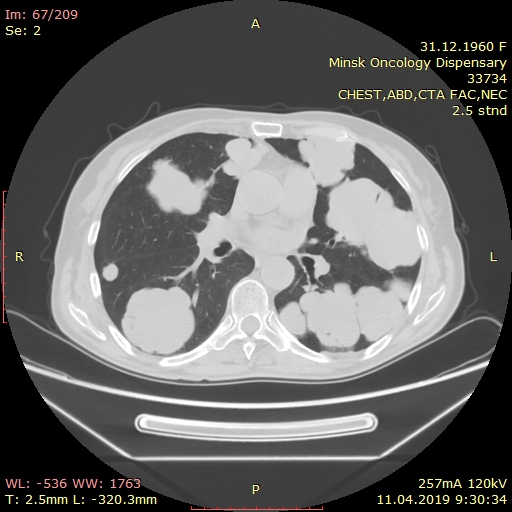 Im: 67/209
Se: 2
A
31.12.1960 F
Minsk Oncology Dispensary
33734
CHEST,ABD,CTA FAC,NEC
2.5 stnd
R
L
WL: -536 WW: 1763
T: 2.5mm L: -320.3mm
P
257mA 120kV
11.04.2019 9:30:34